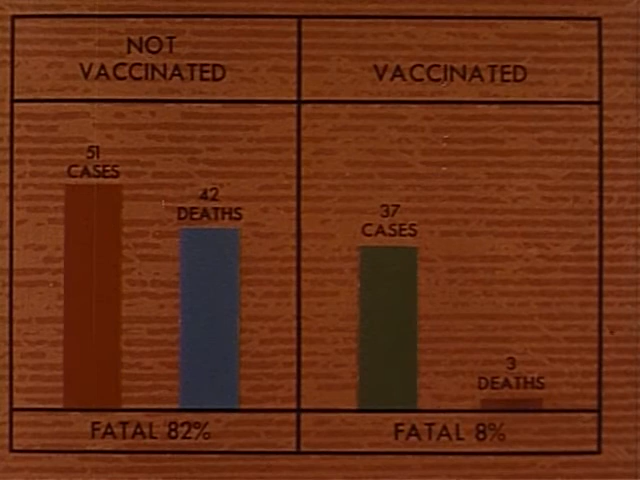 NOT
VACCINATED
VACCINATED
51
CASES
42
DEATHS
37
CASES
3
DEATHS
FATAL 82%
FATAL 8%